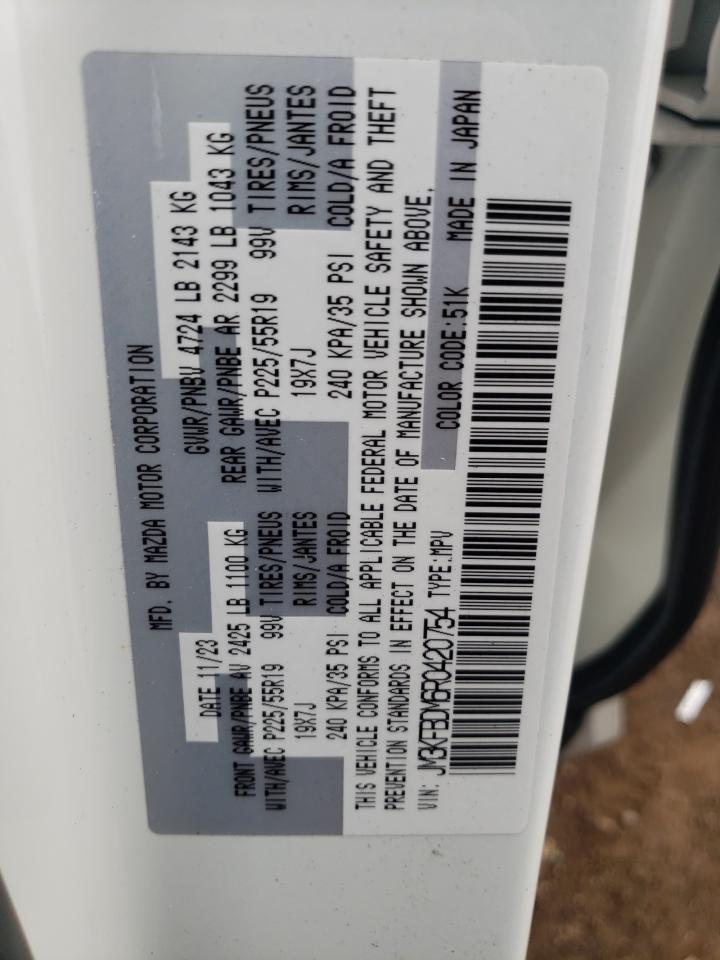 MFD. BY MAZDA MOTOR CORPORATION
DATE 11/23 GVWR/PNBV 4724 LB 2143 KG
FRONT GAWR/PNBE AV 2425 LB 1100 KG REAR GAWR/PNBE AR 2299 LB 1043 KG
WITH/AVEC P225/55R19 99V TIRES/PNEUS WITH/AVEC P225/55R19 99V TIRES/PNEUS
19X7J RIMS/JANTES 19X7J RIMS/JANTES
240 KPA/35 PSI COLD/A FROID 240 KPA/35 PSI COLD/A FROID
THIS VEHICLE CONFORMS TO ALL APPLICABLE FEDERAL MOTOR VEHICLE SAFETY AND THEFT
PREVENTION STANDARDS IN EFFECT ON THE DATE OF MANUFACTURE SHOWN ABOVE.
VIN: JM3KFBDM6R0420754 TYPE:MPV COLOR CODE:51K MADE IN JAPAN